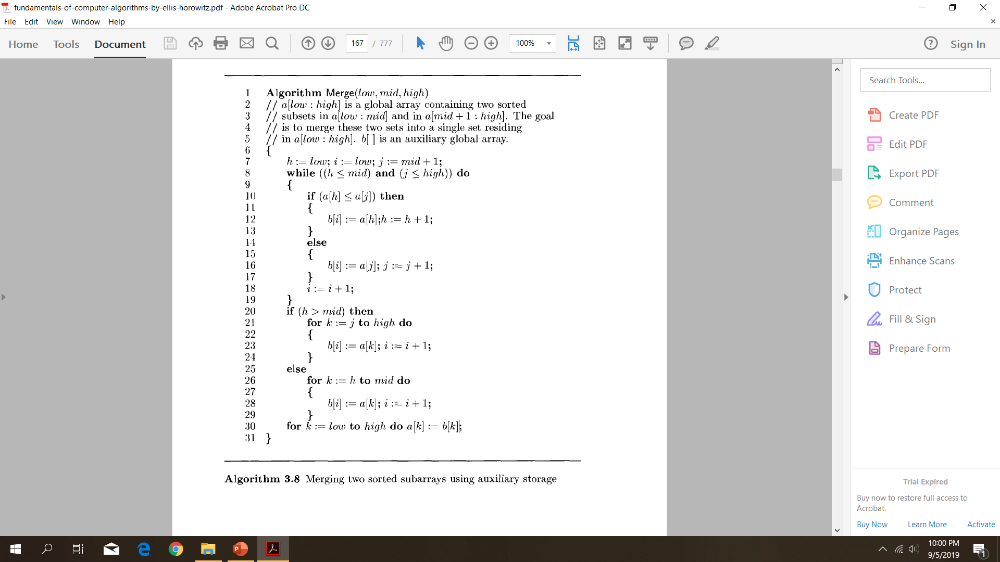 fundamentals-of-computer-algorithms-by-ellis-horowitz.pdf - Adobe Acrobat Pro DC
File Edit View Window Help
Home Tools Document 167 / 777 100% Sign In
1 Algorithm Merge(low, mid, high)
2 // a[low : high] is a global array containing two sorted
3 // subsets in a[low : mid] and in a[mid + 1 : high]. The goal
4 // is to merge these two sets into a single set residing
5 // in a[low : high]. b[ ] is an auxiliary global array.
6 {
7 h := low; i := low; j := mid + 1;
8 while ((h ≤ mid) and (j ≤ high)) do
9 {
10 if (a[h] ≤ a[j]) then
11 {
12 b[i] := a[h];h := h + 1;
13 }
14 else
15 {
16 b[i] := a[j]; j := j + 1;
17 }
18 i := i + 1;
19 }
20 if (h > mid) then
21 for k := j to high do
22 {
23 b[i] := a[k]; i := i + 1;
24 }
25 else
26 for k := h to mid do
27 {
28 b[i] := a[k]; i := i + 1;
29 }
30 for k := low to high do a[k] := b[k];
31 }
Algorithm 3.8 Merging two sorted subarrays using auxiliary storage
Search Tools...
Create PDF
Edit PDF
Export PDF
Comment
Organize Pages
Enhance Scans
Protect
Fill & Sign
Prepare Form
Trial Expired
Buy now to restore full access to
Acrobat.
Buy Now Learn More Activate
10:00 PM
9/5/2019
1